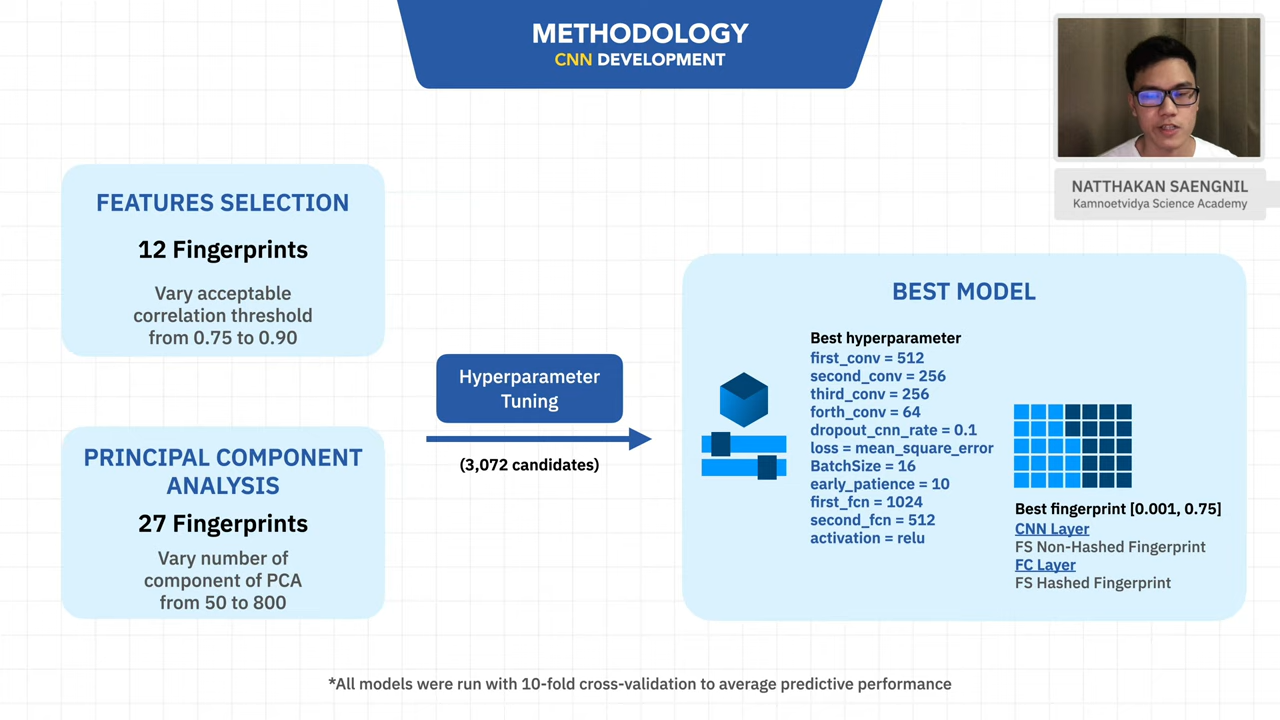 METHODOLOGY
CNN DEVELOPMENT
NATTHAKAN SAENGNIL
Kamnoetvidya Science Academy
FEATURES SELECTION
12 Fingerprints
Vary acceptable
correlation threshold
from 0.75 to 0.90
PRINCIPAL COMPONENT
ANALYSIS
27 Fingerprints
Vary number of
component of PCA
from 50 to 800
Hyperparameter
Tuning
(3,072 candidates)
BEST MODEL
Best hyperparameter
first_conv = 512
second_conv = 256
third_conv = 256
forth_conv = 64
dropout_cnn_rate = 0.1
loss = mean_square_error
BatchSize = 16
early_patience = 10
first_fcn = 1024
second_fcn = 512
activation = relu
Best fingerprint [0.001, 0.75]
CNN Layer
FS Non-Hashed Fingerprint
FC Layer
FS Hashed Fingerprint
*All models were run with 10-fold cross-validation to average predictive performance